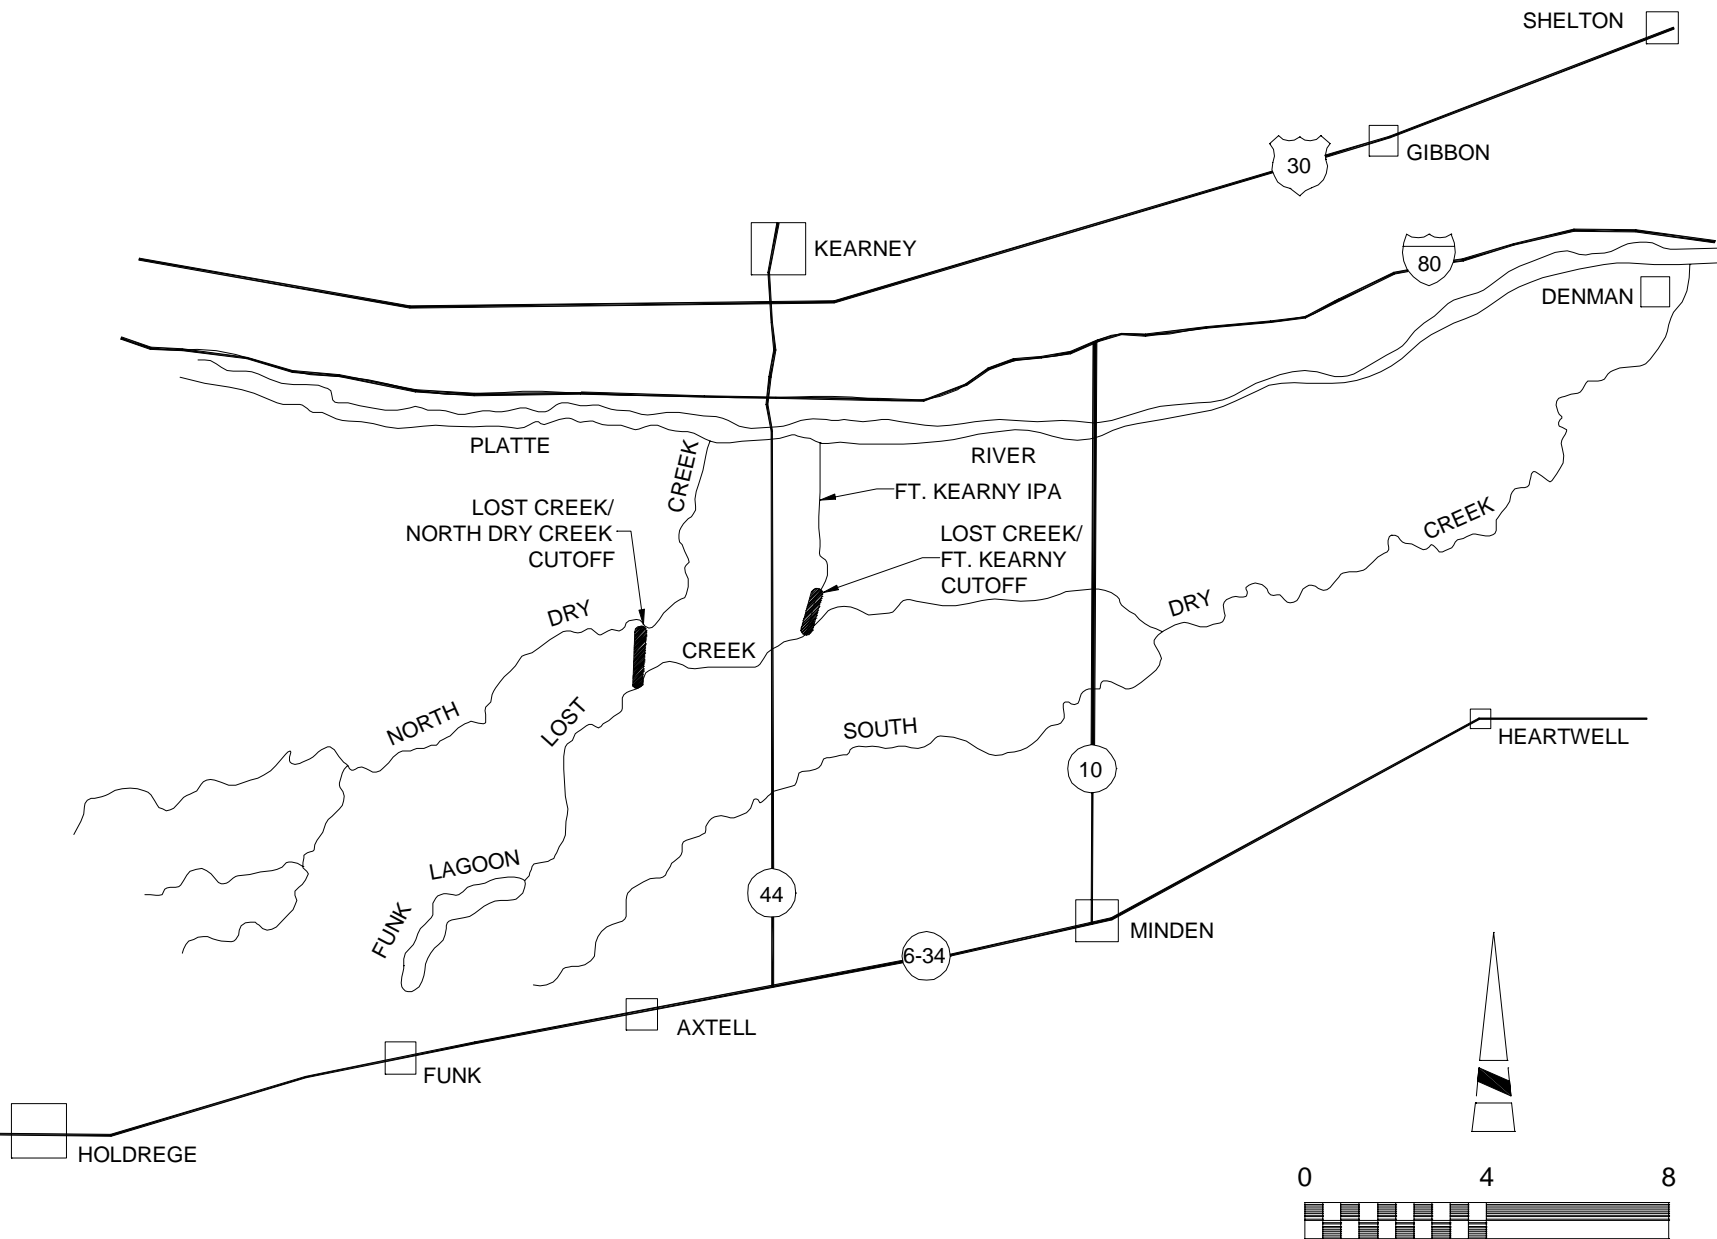 SHELTON
GIBBON
30
KEARNEY
80
DENMAN
PLATTE
RIVER
CREEK
FT. KEARNY IPA
LOST CREEK/
NORTH DRY CREEK
CUTOFF
LOST CREEK/
FT. KEARNY
CUTOFF
CREEK
DRY
DRY
CREEK
NORTH
LOST
SOUTH
HEARTWELL
10
LAGOON
FUNK
44
MINDEN
6-34
AXTELL
FUNK
HOLDREGE
N
0 4 8